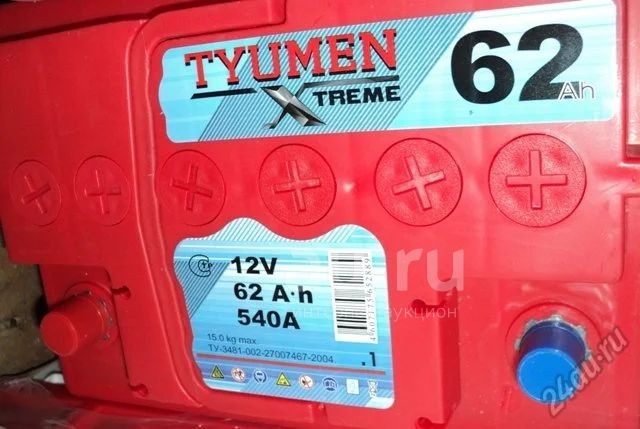 TYUMEN
XTREME
62
Ah
12V
62 A·h
540A
15.0 kg max.
ТУ-3481-002-27007467-2004
.1
.ru
24au.ru